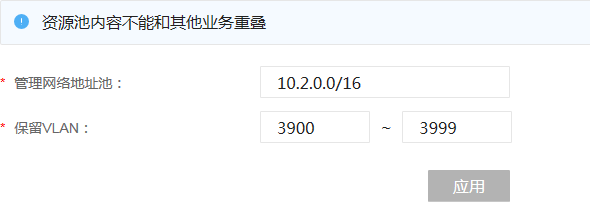 资源池内容不能和其他业务重叠
* 管理网络地址池： 10.2.0.0/16
* 保留VLAN： 3900 ~ 3999
应用